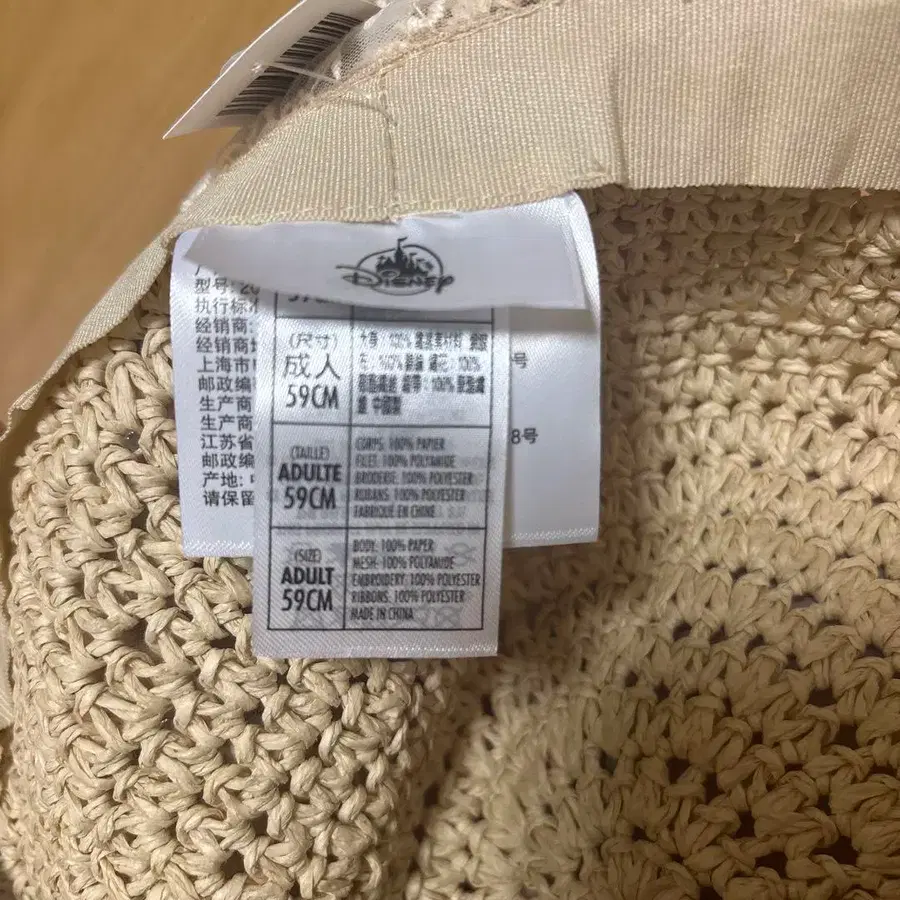 Disney
型号: 20
执行标准
经销商:
经销商地
上海市
邮政编
生产商
江苏省
邮政编
产地: 中
请保留
号
8号
59CM
(尺寸)
成人
59CM
(TAILLE)
ADULTE
59CM
CORPS: 100% PAPIER
FILET: 100% POLYAMIDE
BRODERIE: 100% POLYESTER
RUBANS: 100% POLYESTER
FABRIQUÉ EN CHINE
(SIZE)
ADULT
59CM
BODY: 100% PAPER
MESH: 100% POLYAMIDE
EMBROIDERY: 100% POLYESTER
RIBBONS: 100% POLYESTER
MADE IN CHINA